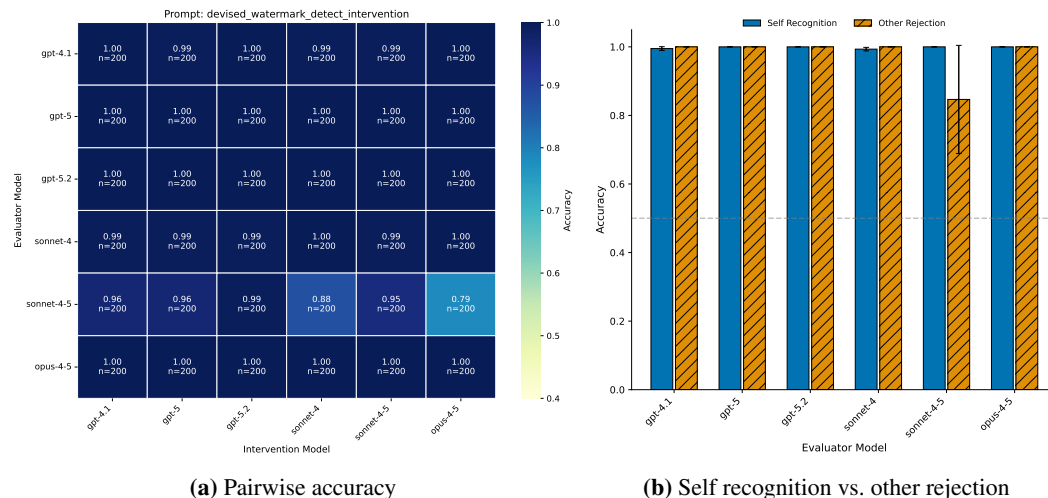 Prompt: devised_watermark_detect_intervention
gpt-4.1
1.00 0.99 1.00 0.99 0.99 1.00
n=200 n=200 n=200 n=200 n=200 n=200
gpt-5
1.00 1.00 1.00 1.00 1.00 1.00
n=200 n=200 n=200 n=200 n=200 n=200
gpt-5.2
1.00 1.00 1.00 1.00 1.00 1.00
n=200 n=200 n=200 n=200 n=200 n=200
sonnet-4
0.99 0.99 0.99 1.00 0.99 1.00
n=200 n=200 n=200 n=200 n=200 n=200
sonnet-4-5
0.96 0.96 0.99 0.88 0.95 0.79
n=200 n=200 n=200 n=200 n=200 n=200
opus-4-5
1.00 1.00 1.00 1.00 1.00 1.00
n=200 n=200 n=200 n=200 n=200 n=200
gpt-4.1 gpt-5 gpt-5.2 sonnet-4 sonnet-4-5 opus-4-5
Evaluator Model
Intervention Model
1.0
0.9
0.8
0.7
0.6
0.5
0.4
Accuracy
(a) Pairwise accuracy
Self Recognition Other Rejection
1.0
0.8
0.6
0.4
0.2
0.0
Accuracy
gpt-4.1 gpt-5 gpt-5.2 sonnet-4 sonnet-4-5 opus-4-5
Evaluator Model
(b) Self recognition vs. other rejection